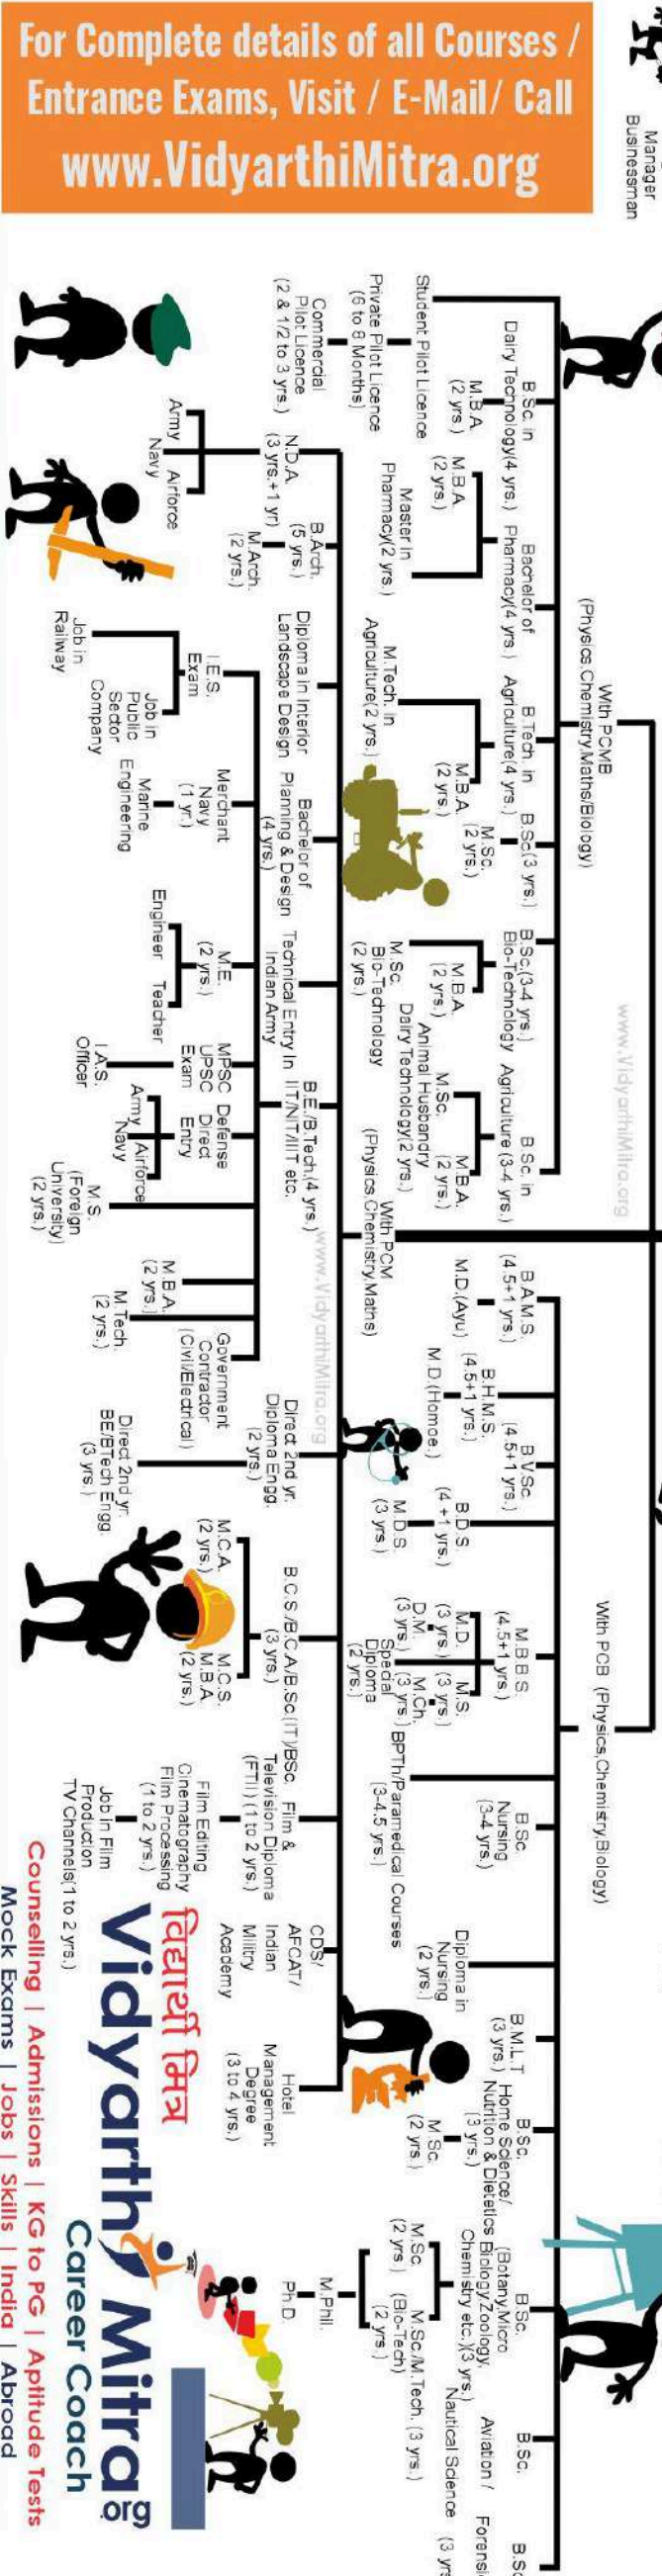 For Complete details of all Courses /
Entrance Exams, Visit / E-Mail/ Call
www.VidyarthiMitra.org
Manager
Businessman
www.VidyarthiMitra.org
With PCMB
(Physics,Chemistry,Maths/Biology)
Student Pilot Licence
Private Pilot Licence
(6 to 8 Months)
Commercial
Pilot Licence
(2 & 1/2 to 3 yrs.)
B.Sc. in
Dairy Technology(4 yrs.)
M.B.A.
(2 yrs.)
Bachelor of
Pharmacy(4 yrs.)
M.B.A.
(2 yrs.)
Master in
Pharmacy(2 yrs.)
B.Tech. in
Agriculture(4 yrs.)
M.Tech. in
Agriculture(2 yrs.)
M.B.A.
(2 yrs.)
B.Sc.(3 yrs.)
M.Sc.
(2 yrs.)
B.Sc.(3-4 yrs.)
Bio-Technology
M.Sc.
Bio-Technology
(2 yrs.)
M.B.A.
(2 yrs.)
B.Sc. in
Agriculture (3-4 yrs.)
M.Sc.
Animal Husbandry
Dairy Technology(2 yrs.)
M.B.A.
(2 yrs.)
With PCM
(Physics,Chemistry,Maths)
www.VidyarthiMitra.org
N.D.A.
(3 yrs.+1 yr)
Army
Navy
Airforce
B.Arch.
(5 yrs.)
M.Arch.
(2 yrs.)
Diploma in Interior
Landscape Design
Bachelor of
Planning & Design
(4 yrs.)
Technical Entry In
Indian Army
B.E./B.Tech.(4 yrs.)
IIT/NIT/IIIT etc.
I.E.S.
Exam
Job in
Railway
Job in
Public
Sector
Company
Merchant
Navy
(1 yr.)
Marine
Engineering
M.E.
(2 yrs.)
Engineer
Teacher
MPSC
UPSC
Exam
I.A.S.
Officer
Defense
Direct
Entry
Army
Navy
Airforce
M.S.
(Foreign
University)
(2 yrs.)
M.B.A.
(2 yrs.)
M.Tech.
(2 yrs.)
Government
Contractor
(Civil/Electrical)
Direct 2nd yr.
Diploma Engg.
(2 yrs.)
Direct 2nd yr.
BE/BTech Engg.
(3 yrs.)
B.C.S./B.C.A/B.Sc.(IT)/BSc.
(3 yrs.)
M.C.A.
(2 yrs.)
M.C.S.
M.B.A.
(2 yrs.)
Film &
Television Diploma
(FTII) (1 to 2 yrs.)
Film Editing
Cinematography
Film Processing
(1 to 2 yrs.)
Job In Film
Production
TV Channels(1 to 2 yrs.)
CDS/
AFCAT/
Indian
Militry
Academy
Hotel
Management
Degree
(3 to 4 yrs.)
With PCB (Physics,Chemistry,Biology)
B.A.M.S.
(4.5+1 yrs.)
M.D.(Ayu)
B.H.M.S.
(4.5+1 yrs.)
M.D.(Homoe.)
B.V.Sc.
(4.5+1 yrs.)
B.D.S.
(4 +1 yrs.)
M.D.S.
(3 yrs.)
M.B.B.S.
(4.5+1 yrs.)
M.D.
(3 yrs.)
D.M.
(3 yrs.)
Special
Diploma
(2 yrs.)
M.S.
(3 yrs.)
M.Ch.
(3 yrs.)
BPTh/Paramedical Courses
(3-4.5 yrs.)
B.Sc.
Nursing
(3-4 yrs.)
Diploma in
Nursing
(2 yrs.)
B.M.L.T
(3 yrs.)
B.Sc.
Home Science/
Nutrition & Dietetics
(3 yrs.)
M.Sc.
(2 yrs.)
B.Sc.
(Botany,Micro
Biology,Zoology,
Chemistry etc.)(3 yrs.)
M.Sc.
(2 yrs.)
M.Sc./M.Tech. (3 yrs.)
(Bio-Tech)
(2 yrs.)
M.Phil.
Ph.D.
B.Sc.
Aviation /
Nautical Science
विद्यार्थी मित्र
Vidyarthi Mitra.org
Career Coach
Counselling | Admissions | KG to PG | Aptitude Tests
Mock Exams | Jobs | Skills | India | Abroad